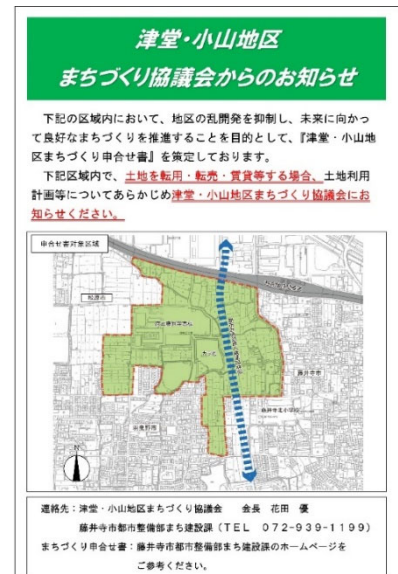 津堂・小山地区
まちづくり協議会からのお知らせ
下記の区域内において、地区の乱開発を抑制し、未来に向かっ
て良好なまちづくりを推進することを目的として、『津堂・小山地
区まちづくり申合せ書』を策定しております。
下記区域内で、土地を転用・転売・賃貸等する場合、土地利用
計画等についてあらかじめ津堂・小山地区まちづくり協議会にお
知らせください。
申合せ書対象区域
藤井寺市
N
連絡先：津堂・小山地区まちづくり協議会 会長 花田 優
藤井寺市都市整備部まち建設課（TEL 072-939-1199）
まちづくり申合せ書：藤井寺市都市整備部まち建設課のホームページを
ご参考ください。